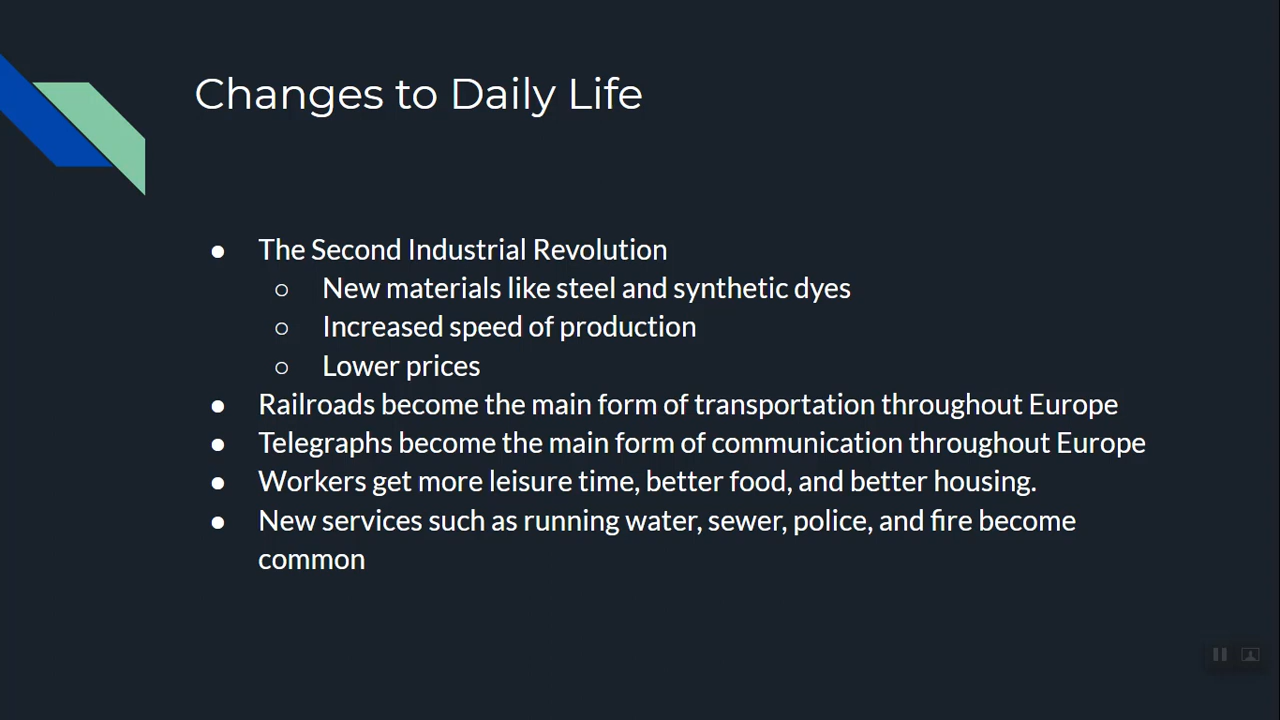 Changes to Daily Life
● The Second Industrial Revolution
○ New materials like steel and synthetic dyes
○ Increased speed of production
○ Lower prices
● Railroads become the main form of transportation throughout Europe
● Telegraphs become the main form of communication throughout Europe
● Workers get more leisure time, better food, and better housing.
● New services such as running water, sewer, police, and fire become
common